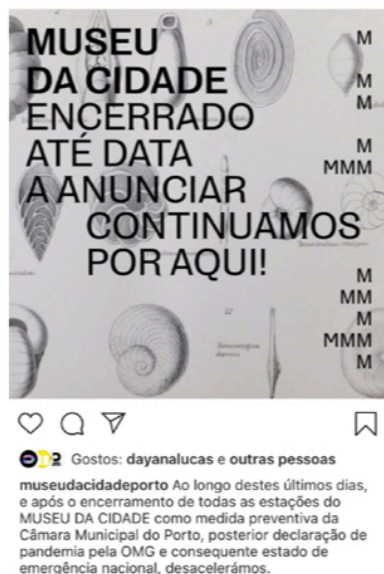 MUSEU
DA CIDADE
ENCERRADO
ATÉ DATA
A ANUNCIAR
CONTINUAMOS
POR AQUI!
M
M
M
M
MMM
M
MM
M
MMM
M
Gostos: dayanalucas e outras pessoas
museudacidadeporto Ao longo destes últimos dias,
e após o encerramento de todas as estações do
MUSEU DA CIDADE como medida preventiva da
Câmara Municipal do Porto, posterior declaração de
pandemia pela OMG e consequente estado de
emergência nacional, desacelerámos.